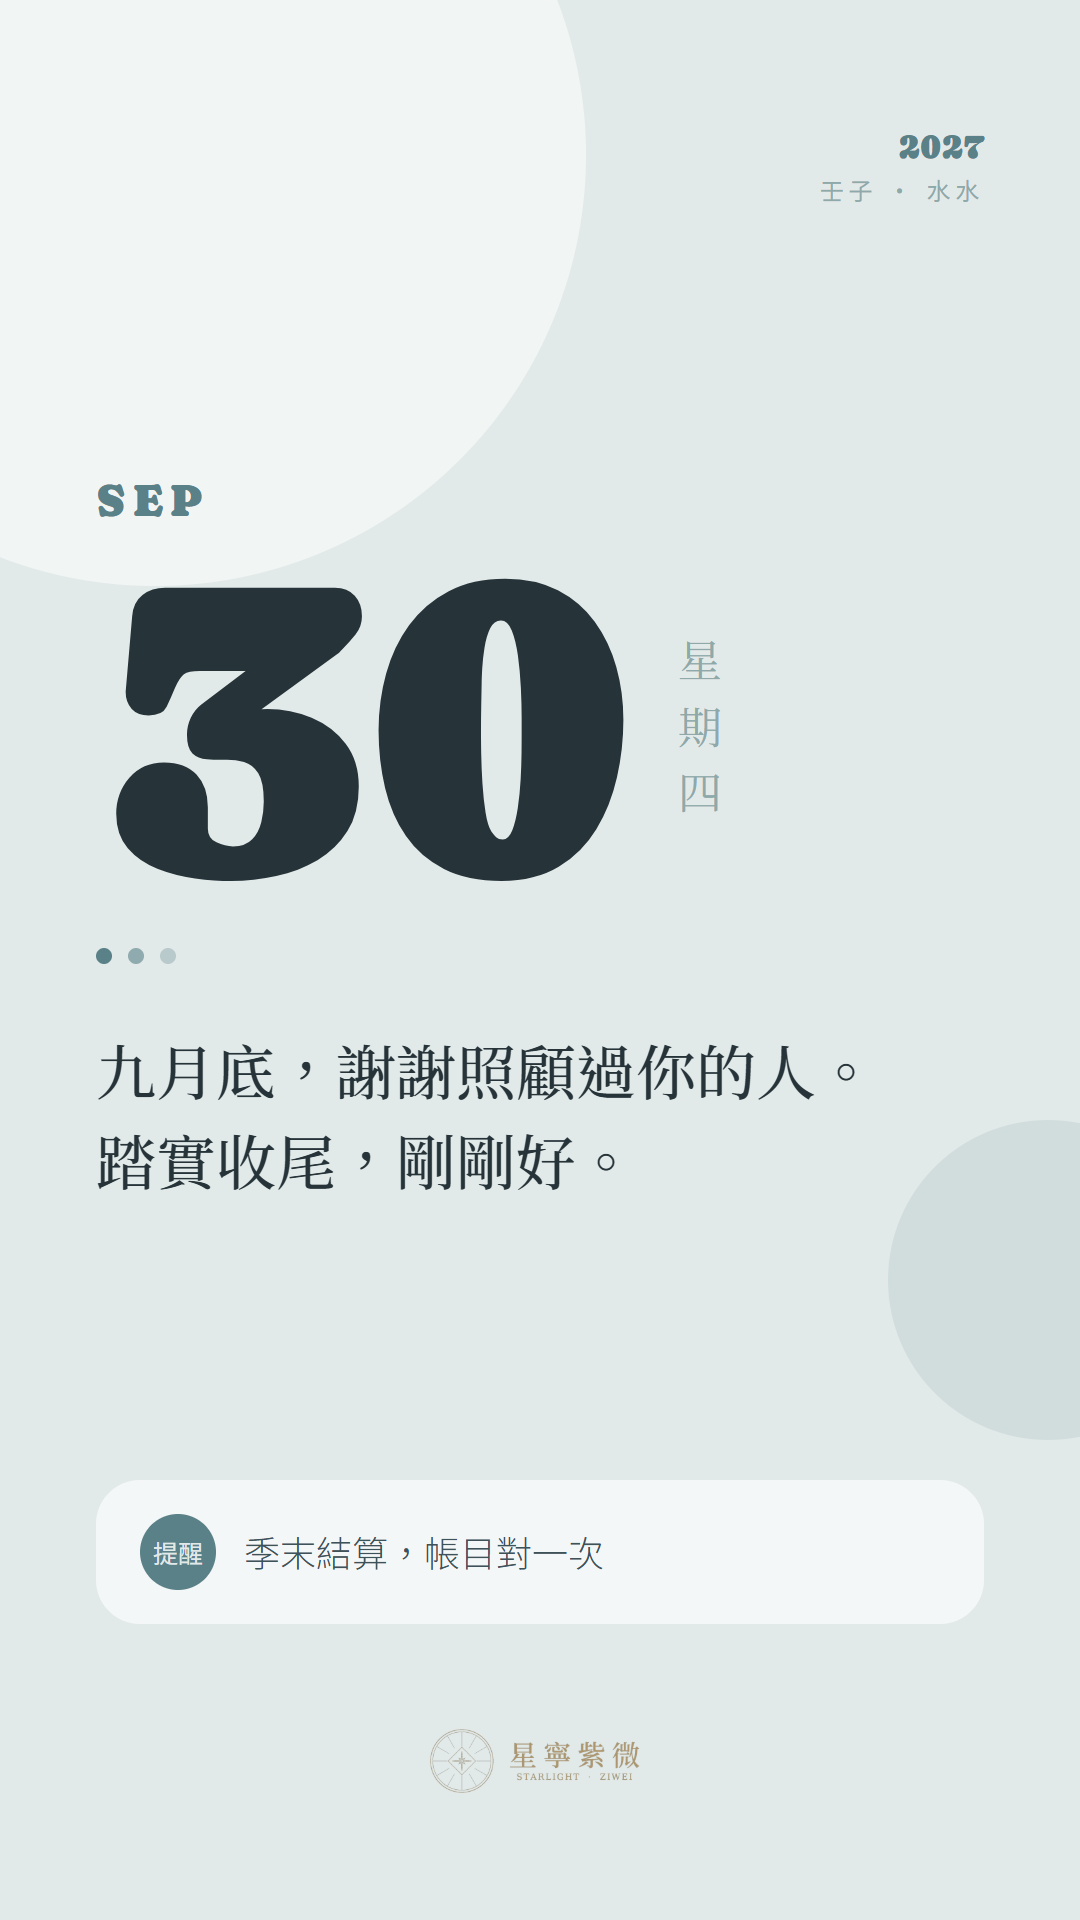 2027
壬子 · 水水
SEP
30
星期四
九月底，謝謝照顧過你的人。
踏實收尾，剛剛好。
提醒
季末結算，帳目對一次
星寧紫微
STARLIGHT · ZIWEI